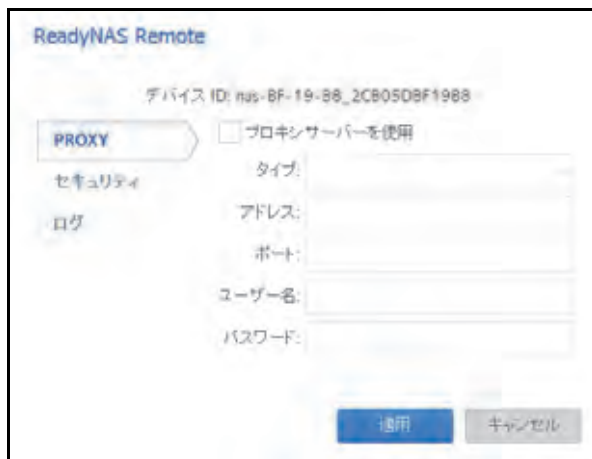 ReadyNAS Remote
デバイス ID: nas-BF-19-B8_2CB05DBF19B8
PROXY
プロキシサーバーを使用
セキュリティ
ログ
タイプ:
アドレス:
ポート:
ユーザー名:
パスワード:
適用
キャンセル